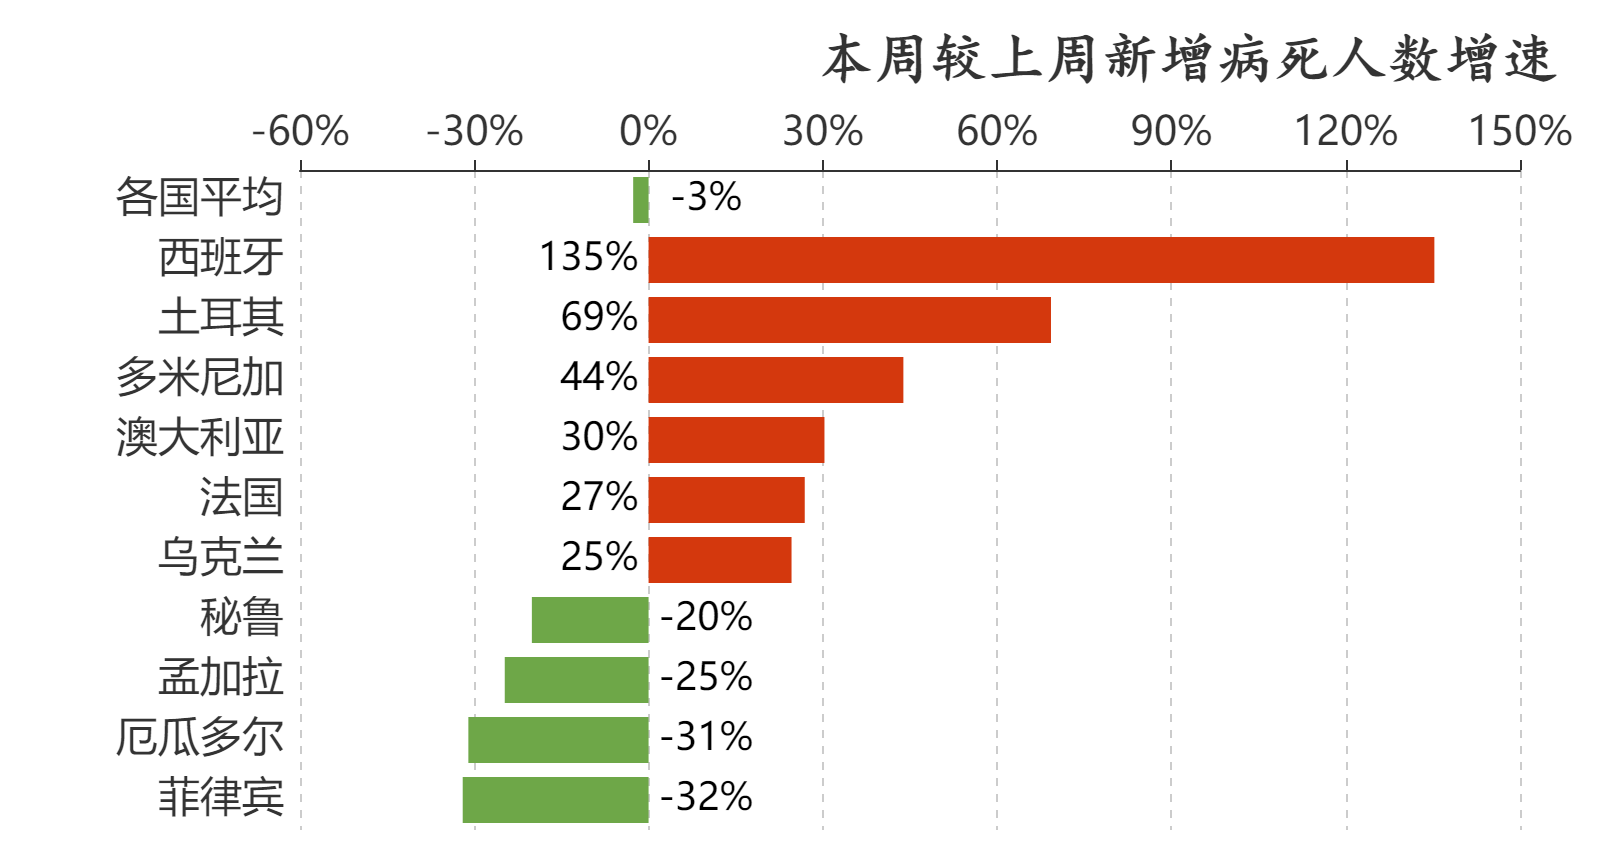 本周较上周新增病死人数增速
-60% -30% 0% 30% 60% 90% 120% 150%
各国平均 -3%
西班牙 135%
土耳其 69%
多米尼加 44%
澳大利亚 30%
法国 27%
乌克兰 25%
秘鲁 -20%
孟加拉 -25%
厄瓜多尔 -31%
菲律宾 -32%